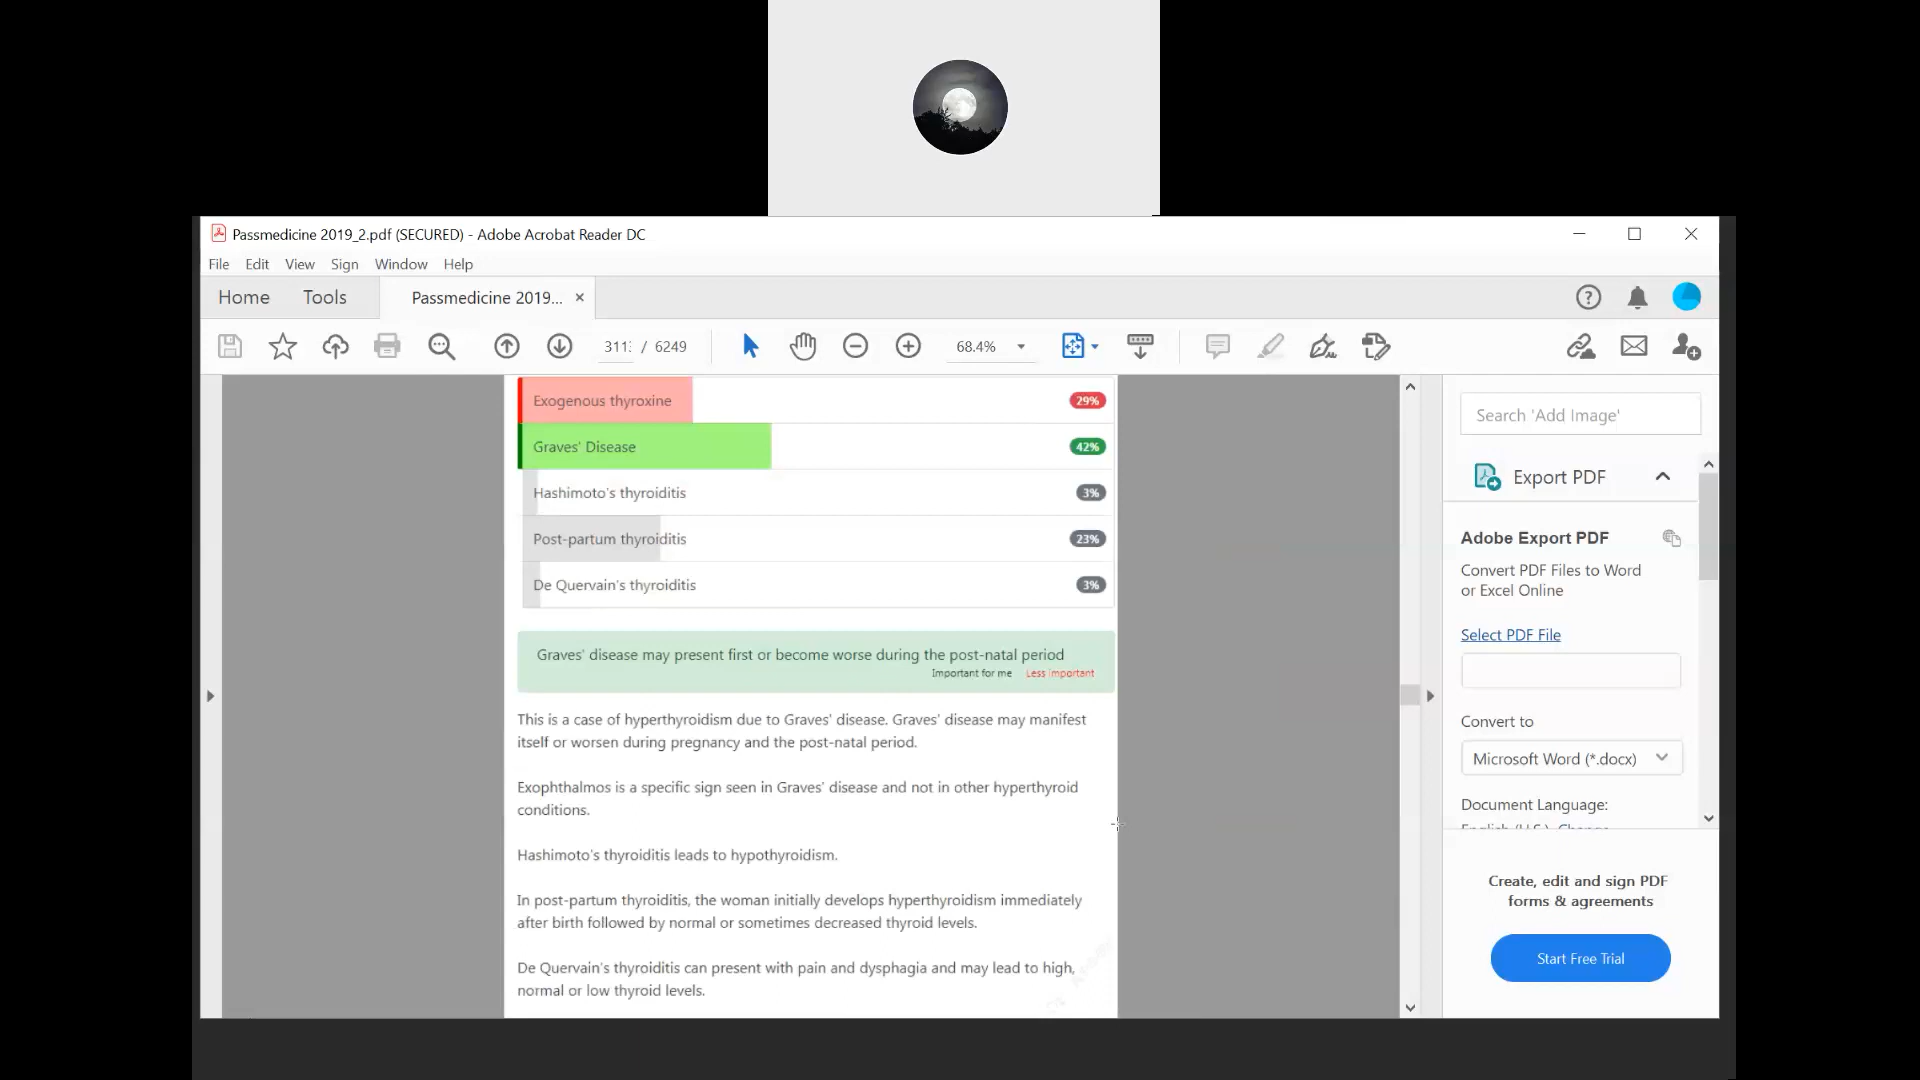 Passmedicine 2019_2.pdf (SECURED) - Adobe Acrobat Reader DC
File Edit View Sign Window Help
Home Tools Passmedicine 2019... ×
311 / 6249 68.4%
Exogenous thyroxine 29%
Graves' Disease 42%
Hashimoto's thyroiditis 3%
Post-partum thyroiditis 23%
De Quervain's thyroiditis 3%
Graves' disease may present first or become worse during the post-natal period
Important for me Less important
This is a case of hyperthyroidism due to Graves' disease. Graves' disease may manifest
itself or worsen during pregnancy and the post-natal period.
Exophthalmos is a specific sign seen in Graves' disease and not in other hyperthyroid
conditions.
Hashimoto's thyroiditis leads to hypothyroidism.
In post-partum thyroiditis, the woman initially develops hyperthyroidism immediately
after birth followed by normal or sometimes decreased thyroid levels.
De Quervain's thyroiditis can present with pain and dysphagia and may lead to high,
normal or low thyroid levels.
Search 'Add Image'
Export PDF
Adobe Export PDF
Convert PDF Files to Word
or Excel Online
Select PDF File
Convert to
Microsoft Word (*.docx)
Document Language:
English (U.S.) Change
Create, edit and sign PDF
forms & agreements
Start Free Trial